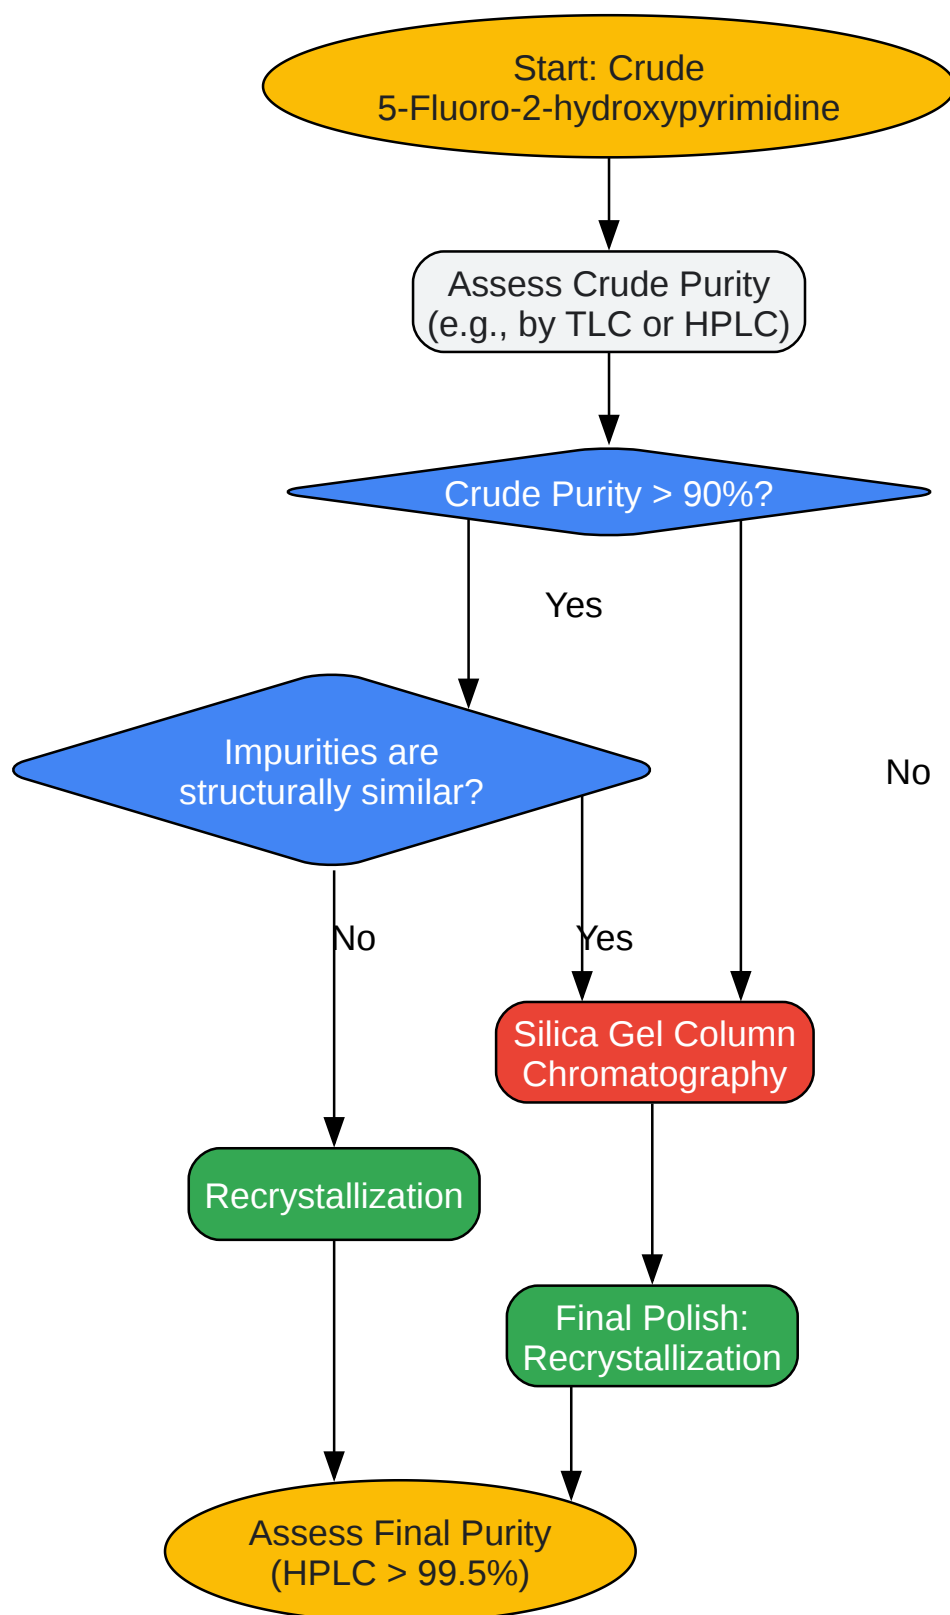 Start: Crude
5-Fluoro-2-hydroxypyrimidine
Assess Crude Purity
(e.g., by TLC or HPLC)
Crude Purity > 90%?
Yes
Impurities are
structurally similar?
No
No
Yes
Silica Gel Column
Chromatography
Recrystallization
Final Polish:
Recrystallization
Assess Final Purity
(HPLC > 99.5%)